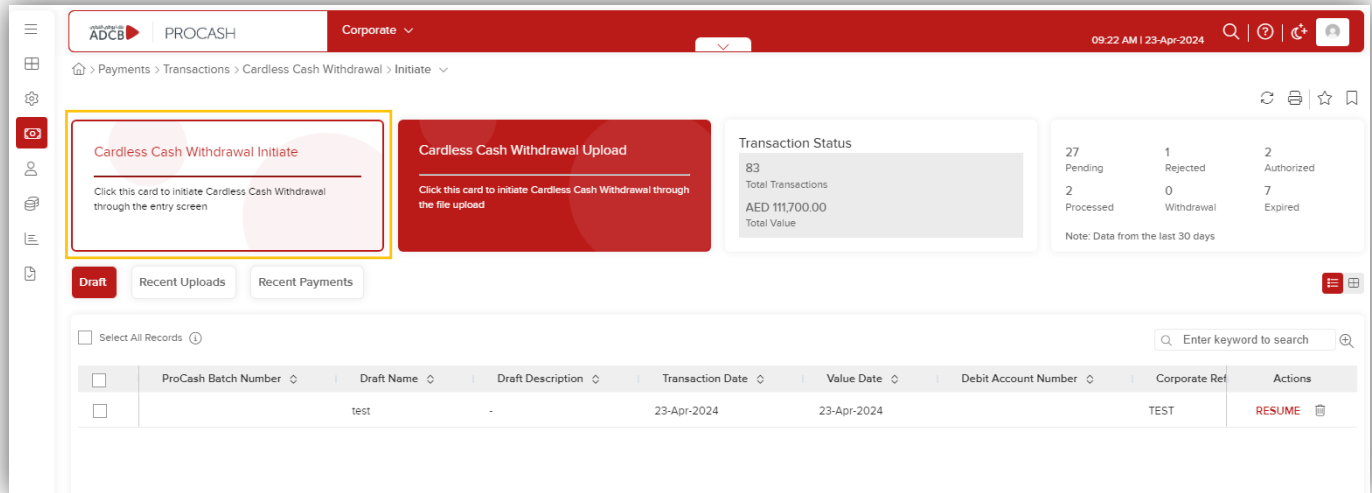 بنك أبوظبي التجاري
ADCB
PROCASH
Corporate
09:22 AM | 23-Apr-2024
> Payments > Transactions > Cardless Cash Withdrawal > Initiate
Cardless Cash Withdrawal Initiate
Click this card to initiate Cardless Cash Withdrawal
through the entry screen
Cardless Cash Withdrawal Upload
Click this card to initiate Cardless Cash Withdrawal through
the file upload
Transaction Status
83
Total Transactions
AED 111,700.00
Total Value
27 1 2
Pending Rejected Authorized
2 0 7
Processed Withdrawal Expired
Note: Data from the last 30 days
Draft Recent Uploads Recent Payments
Select All Records
Enter keyword to search
ProCash Batch Number Draft Name Draft Description Transaction Date Value Date Debit Account Number Corporate Ref Actions
test - 23-Apr-2024 23-Apr-2024 TEST RESUME